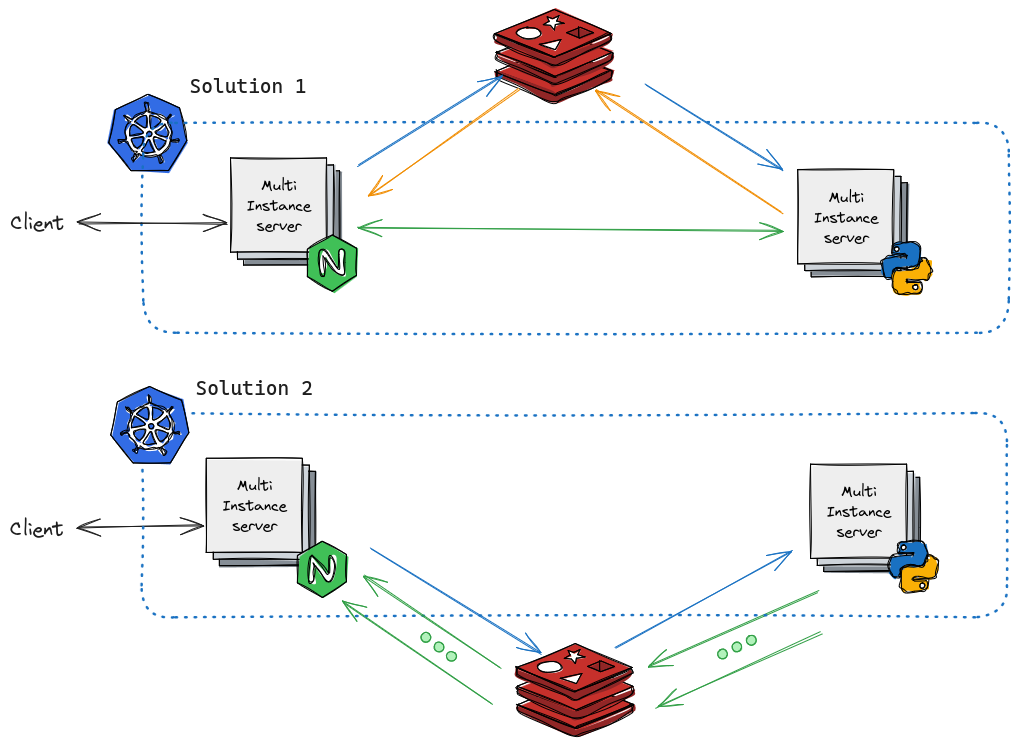 Solution 1
Multi
Instance
server
Multi
Instance
server
Client
N
Solution 2
Multi
Instance
server
Multi
Instance
server
Client
N